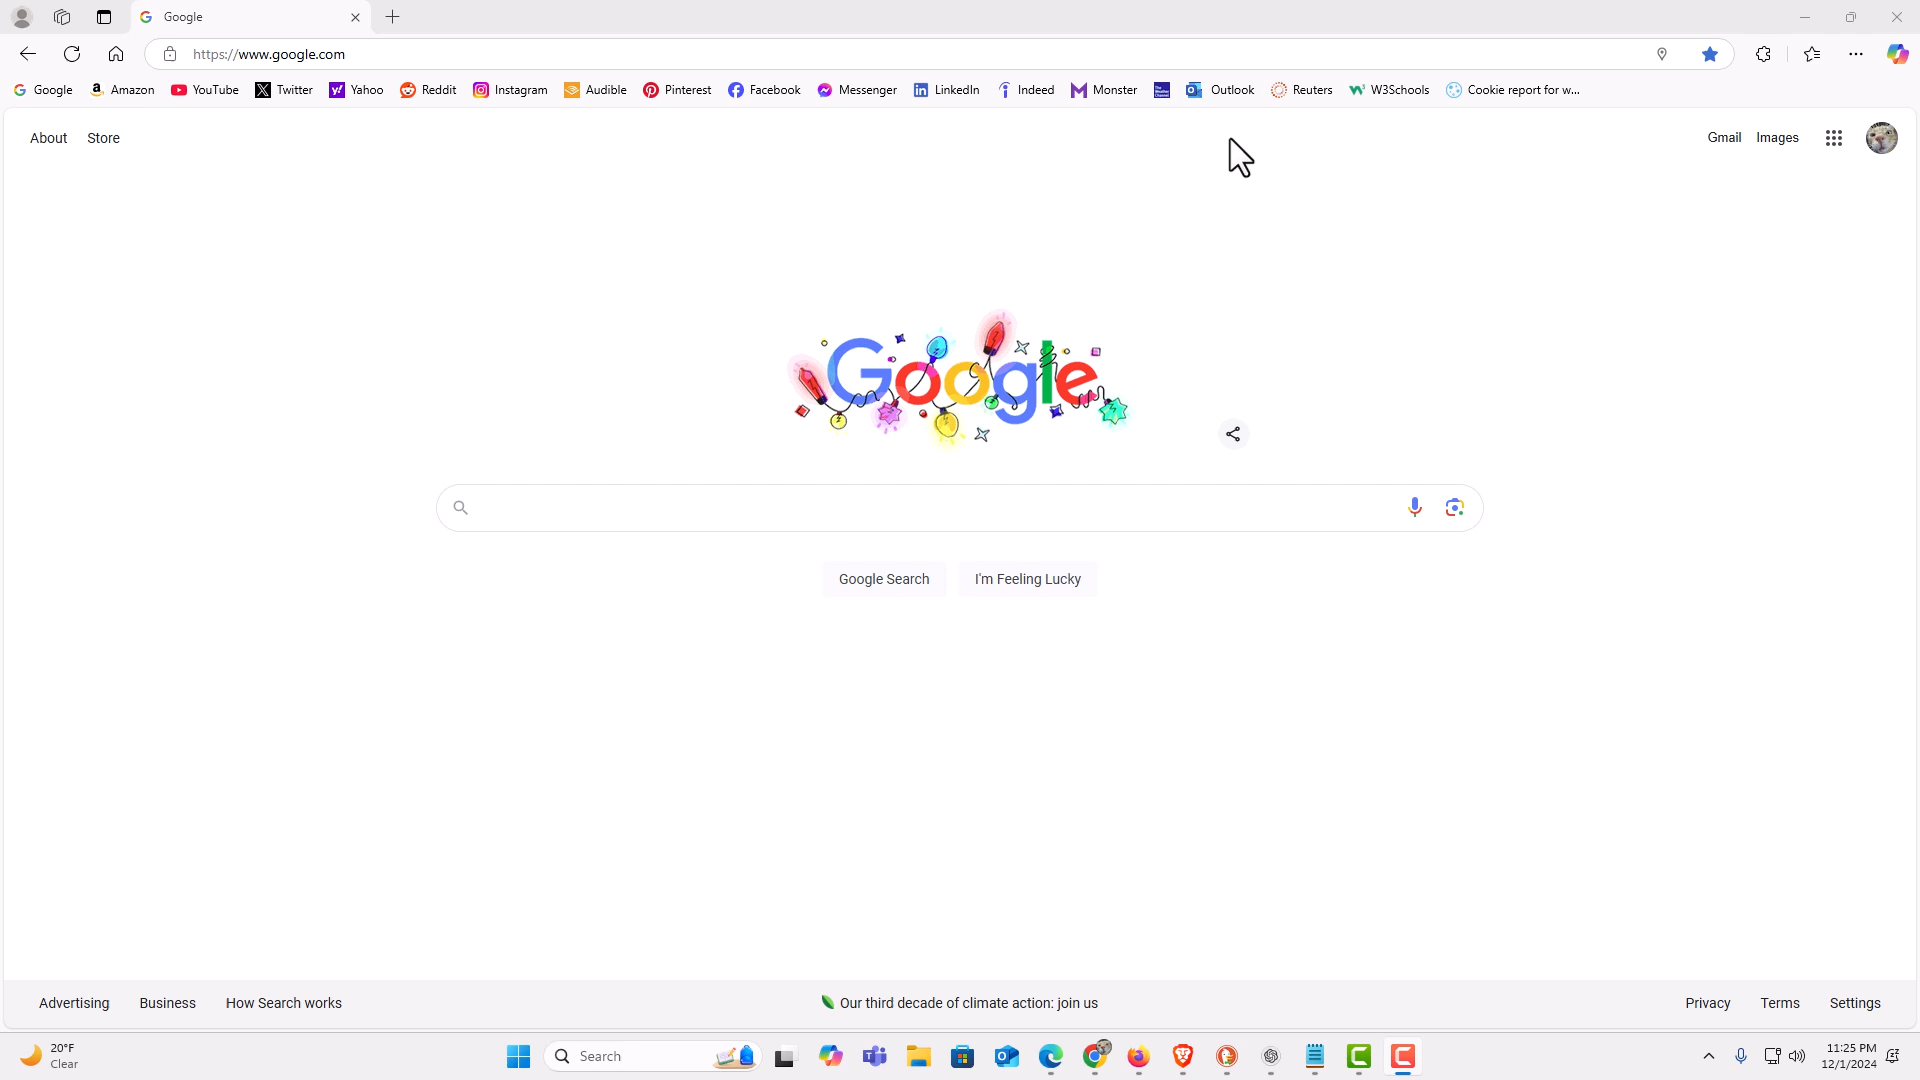 Google
https://www.google.com
Google Amazon YouTube Twitter Yahoo Reddit Instagram Audible Pinterest Facebook Messenger LinkedIn Indeed Monster Outlook Reuters W3Schools Cookie report for w...
About Store Gmail Images
Google
Google Search I'm Feeling Lucky
Advertising Business How Search works Our third decade of climate action: join us Privacy Terms Settings
20°F
Clear
Search
11:25 PM
12/1/2024